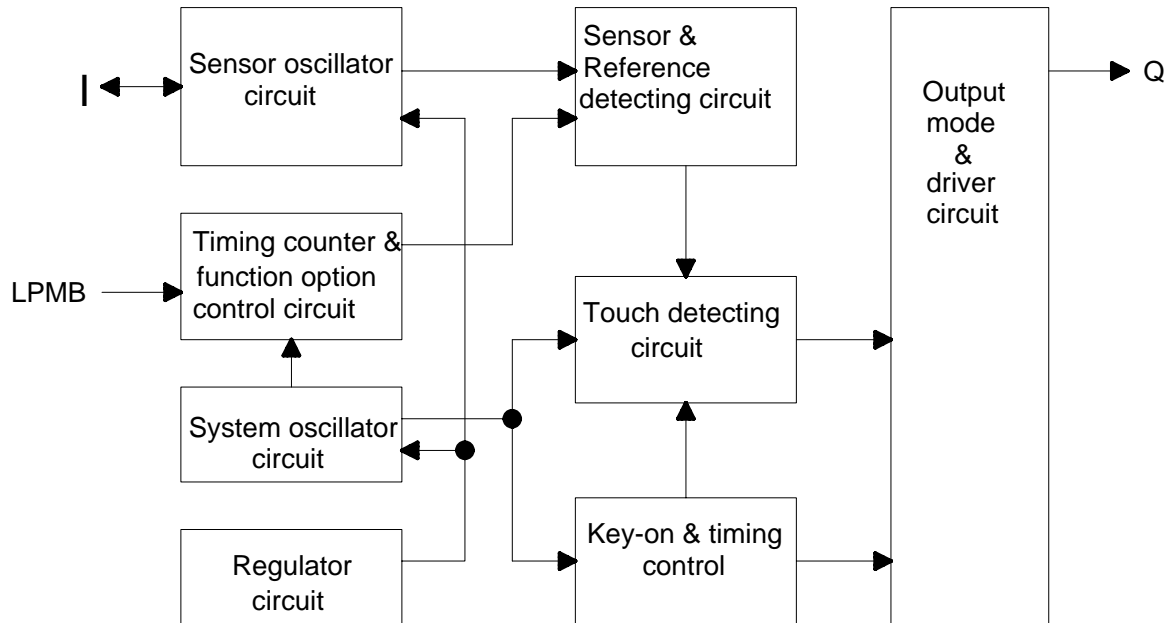 I
Sensor oscillator
circuit
Sensor &
Reference
detecting circuit
Output
mode
&
driver
circuit
Q
LPMB
Timing counter &
function option
control circuit
Touch detecting
circuit
System oscillator
circuit
Key-on & timing
control
Regulator
circuit